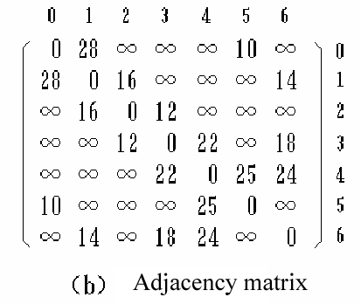 0 1 2 3 4 5 6
0 28 ∞ ∞ ∞ 10 ∞ 0
28 0 16 ∞ ∞ ∞ 14 1
∞ 16 0 12 ∞ ∞ ∞ 2
∞ ∞ 12 0 22 ∞ 18 3
∞ ∞ ∞ 22 0 25 24 4
10 ∞ ∞ ∞ 25 0 ∞ 5
∞ 14 ∞ 18 24 ∞ 0 6
(b) Adjacency matrix